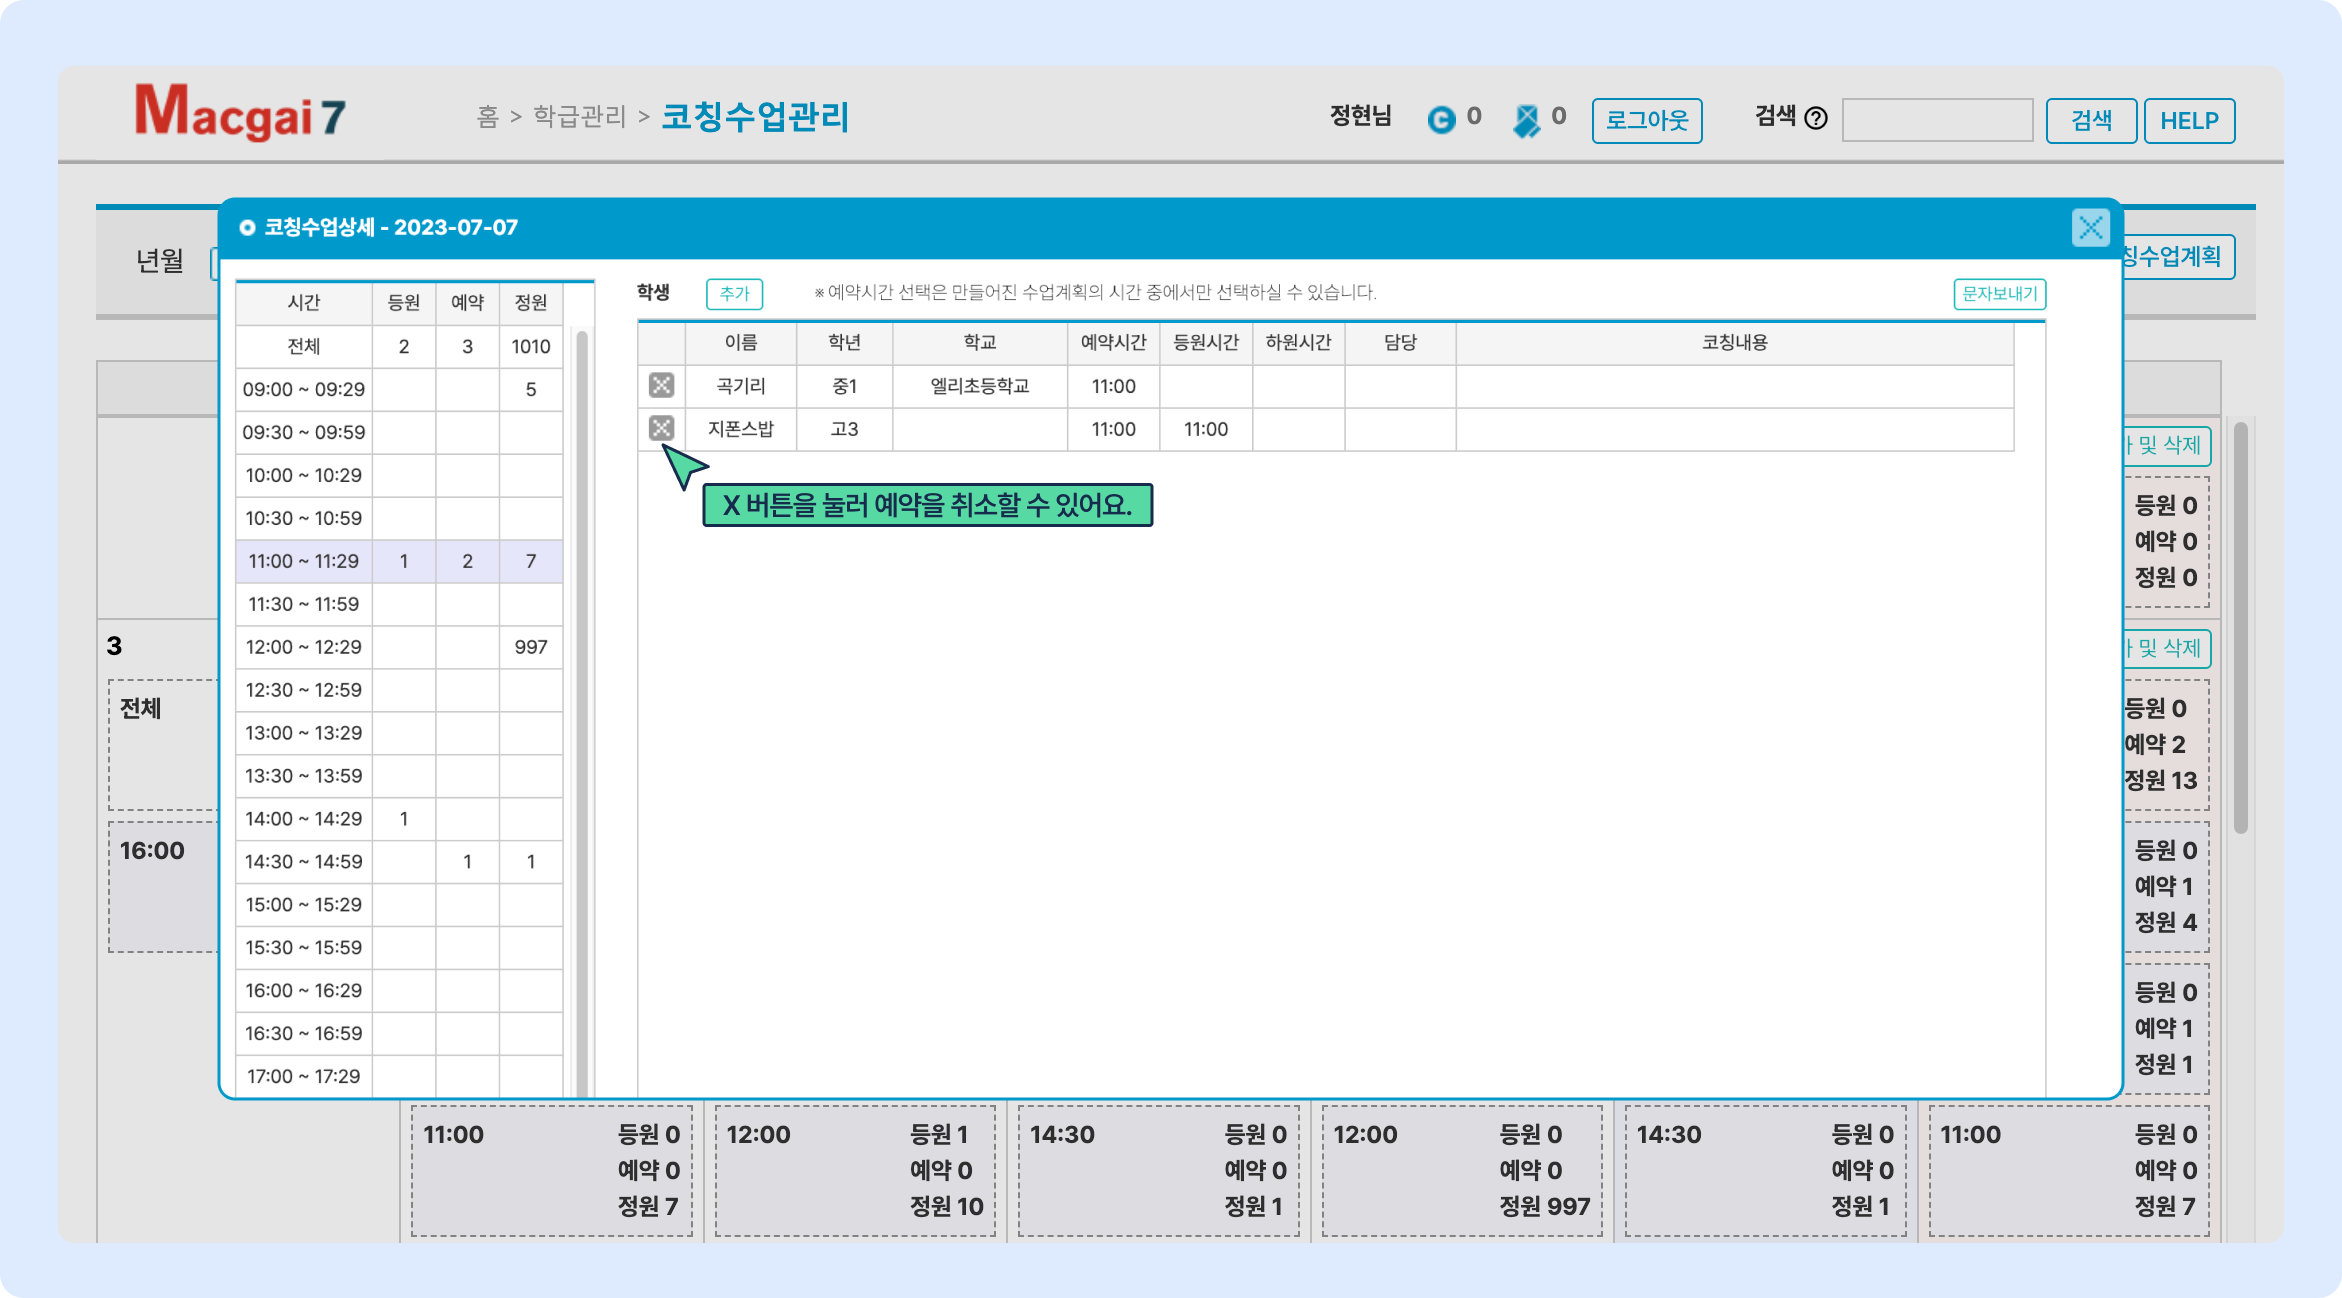 Macgai 7
홈 > 학급관리 > 코칭수업관리
정현님 C 0 0 로그아웃 검색 ? 검색 HELP
코칭수업상세 - 2023-07-07
년월
칭수업계획
시간 등원 예약 정원
전체 2 3 1010
09:00 ~ 09:29 5
09:30 ~ 09:59
10:00 ~ 10:29
10:30 ~ 10:59
11:00 ~ 11:29 1 2 7
11:30 ~ 11:59
12:00 ~ 12:29 997
12:30 ~ 12:59
13:00 ~ 13:29
13:30 ~ 13:59
14:00 ~ 14:29 1
14:30 ~ 14:59 1 1
15:00 ~ 15:29
15:30 ~ 15:59
16:00 ~ 16:29
16:30 ~ 16:59
17:00 ~ 17:29
학생 추가 ※ 예약시간 선택은 만들어진 수업계획의 시간 중에서만 선택하실 수 있습니다. 문자보내기
이름 학년 학교 예약시간 등원시간 하원시간 담당 코칭내용
곡기리 중1 엘리초등학교 11:00
지폰스밥 고3 11:00 11:00
X 버튼을 눌러 예약을 취소할 수 있어요.
및 삭제
등원 0
예약 0
정원 0
3
및 삭제
전체
등원 0
예약 2
정원 13
16:00
등원 0
예약 1
정원 4
등원 0
예약 1
정원 1
11:00 등원 0
예약 0
정원 7
12:00 등원 1
예약 0
정원 10
14:30 등원 0
예약 0
정원 1
12:00 등원 0
예약 0
정원 997
14:30 등원 0
예약 0
정원 1
11:00 등원 0
예약 0
정원 7